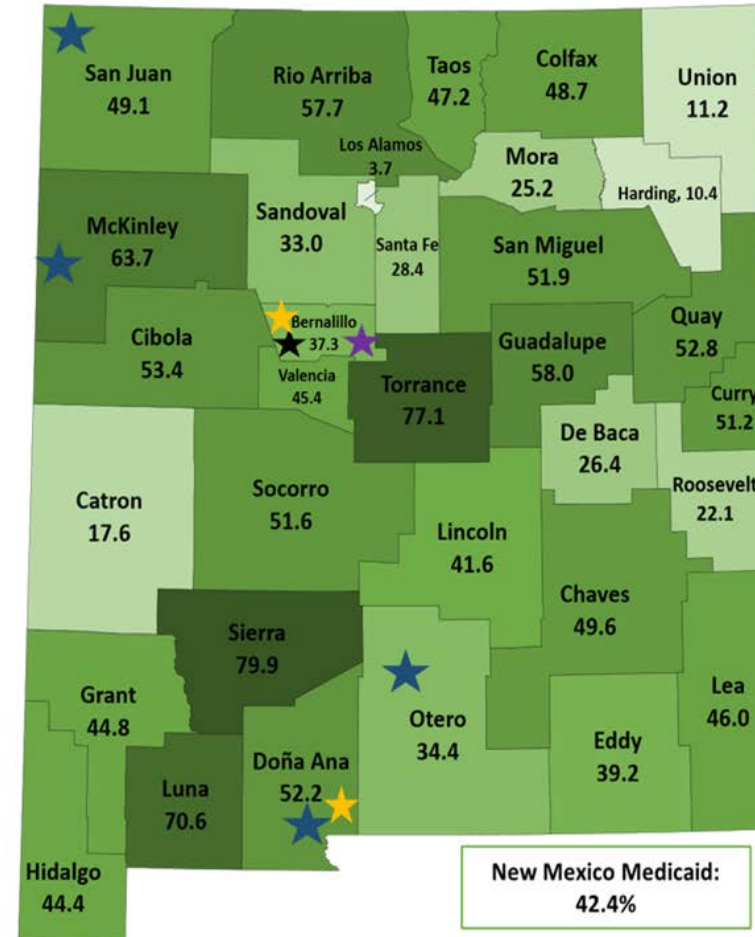 San Juan
49.1
Rio Arriba
57.7
Taos
47.2
Colfax
48.7
Union
11.2
Los Alamos
3.7
Mora
25.2
Harding, 10.4
McKinley
63.7
Sandoval
33.0
Santa Fe
28.4
San Miguel
51.9
Cibola
53.4
Bernalillo
37.3
Valencia
45.4
Torrance
77.1
Guadalupe
58.0
Quay
52.8
Curry
51.2
De Baca
26.4
Roosevelt
22.1
Catron
17.6
Socorro
51.6
Lincoln
41.6
Chaves
49.6
Sierra
79.9
Grant
44.8
Otero
34.4
Lea
46.0
Luna
70.6
Doña Ana
52.2
Eddy
39.2
Hidalgo
44.4
New Mexico Medicaid:
42.4%